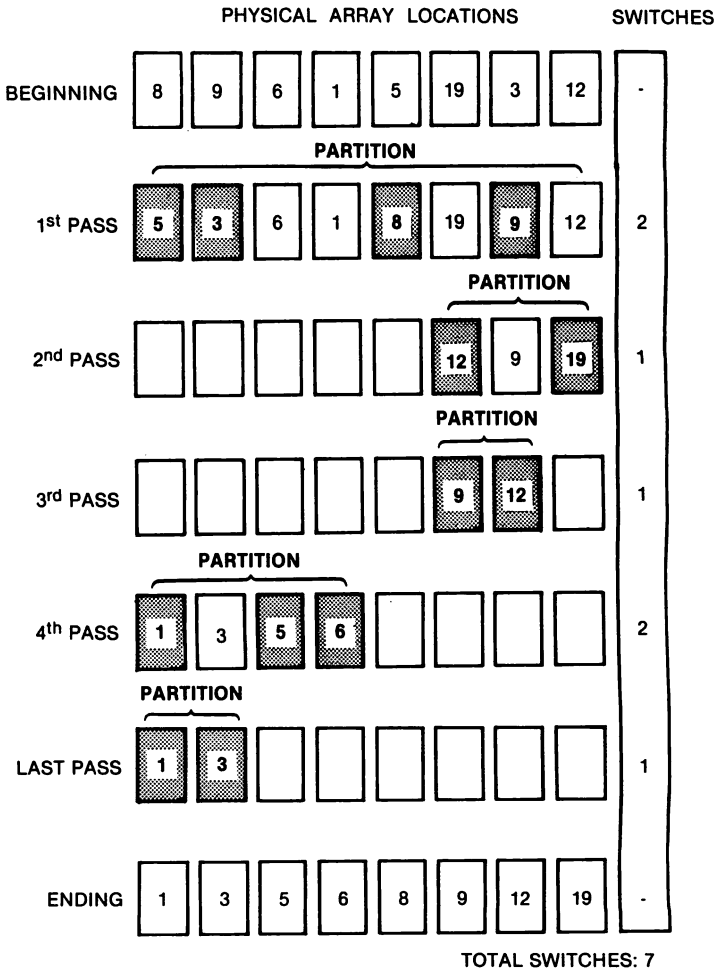 PHYSICAL ARRAY LOCATIONS SWITCHES
BEGINNING 8 9 6 1 5 19 3 12 -
PARTITION
1st PASS 5 3 6 1 8 19 9 12 2
PARTITION
2nd PASS 12 9 19 1
PARTITION
3rd PASS 9 12 1
PARTITION
4th PASS 1 3 5 6 2
PARTITION
LAST PASS 1 3 1
ENDING 1 3 5 6 8 9 12 19 -
TOTAL SWITCHES: 7